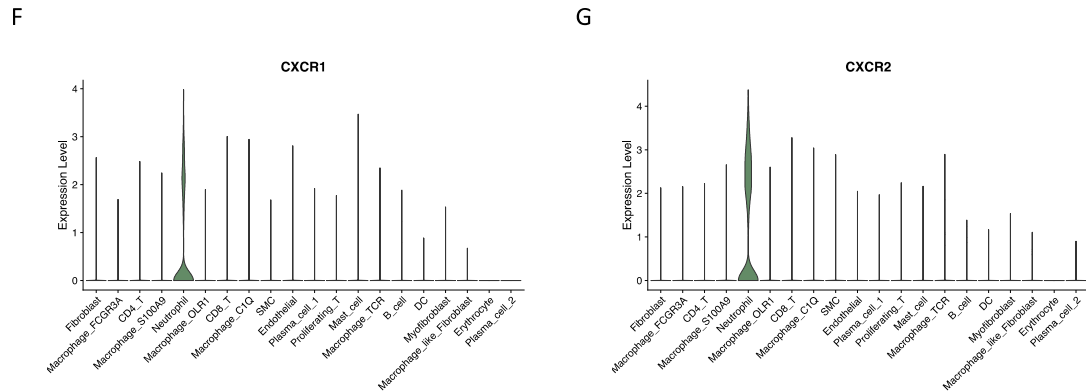 F
CXCR1
Expression Level
4
3
2
1
0
Fibroblast
Macrophage_FCGR3A
CD4_T
Macrophage_S100A9
Neutrophil
Macrophage_OLR1
CD8_T
Macrophage_C1Q
SMC
Endothelial
Plasma_cell_1
Proliferating_T
Mast_cell
Macrophage_TCR
B_cell
DC
Myofibroblast
Macrophage_like_Fibroblast
Erythrocyte
Plasma_cell_2
G
CXCR2
Expression Level
4
3
2
1
0
Fibroblast
Macrophage_FCGR3A
CD4_T
Macrophage_S100A9
Neutrophil
Macrophage_OLR1
CD8_T
Macrophage_C1Q
SMC
Endothelial
Plasma_cell_1
Proliferating_T
Mast_cell
Macrophage_TCR
B_cell
DC
Myofibroblast
Macrophage_like_Fibroblast
Erythrocyte
Plasma_cell_2